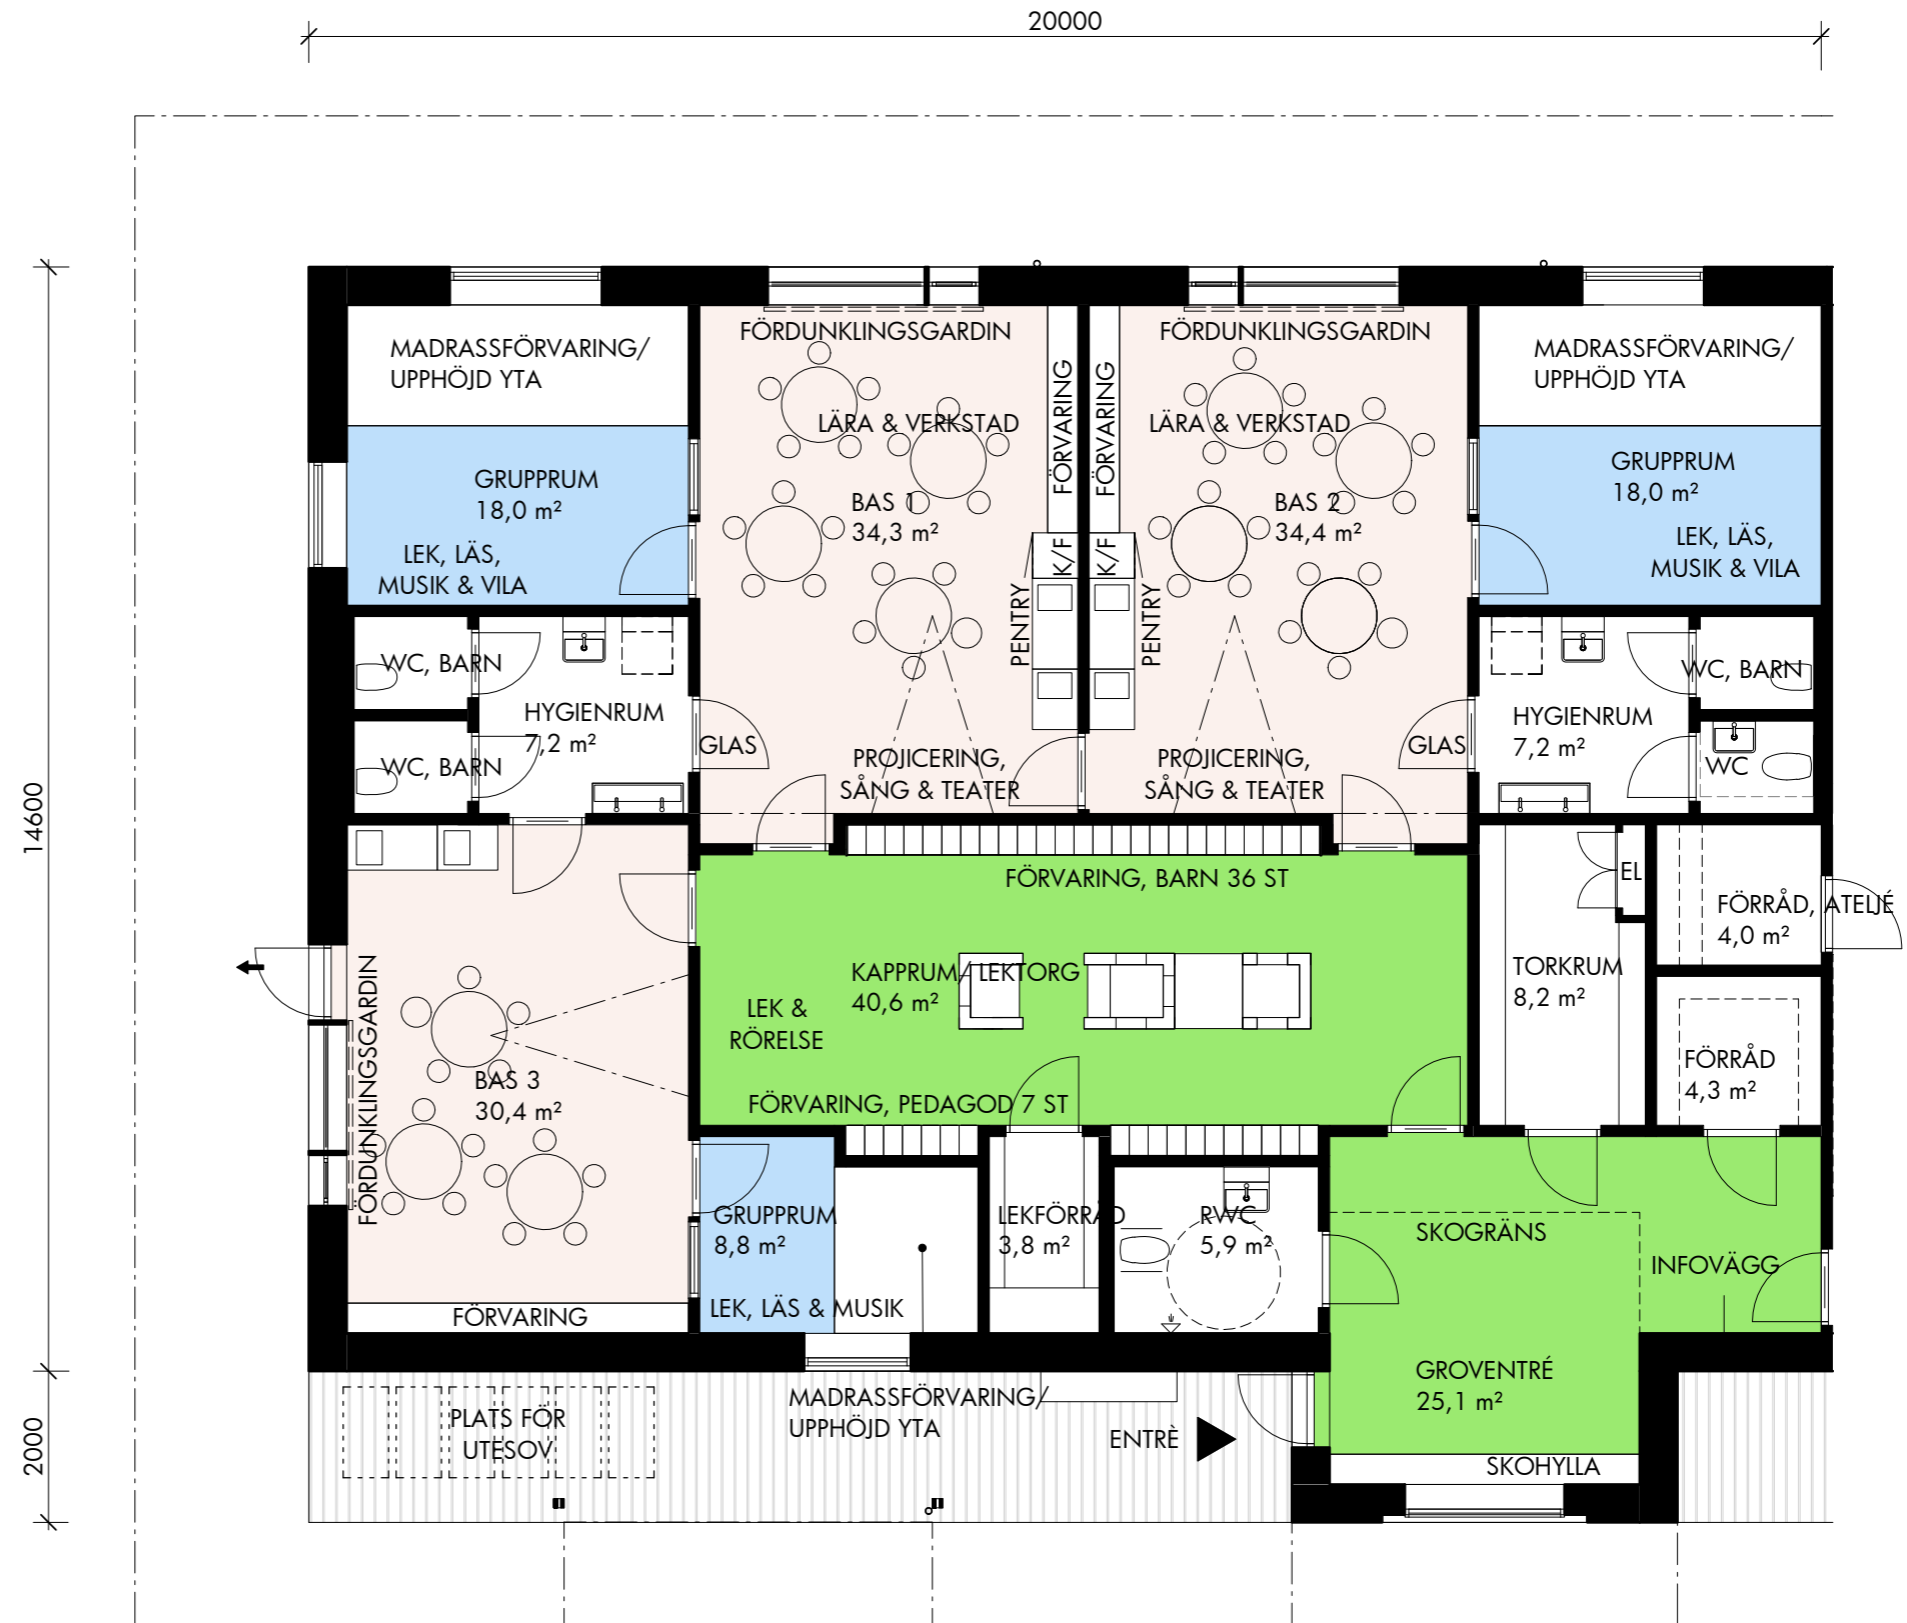 20000
14600
2000
MADRASSFÖRVARING/
UPPHÖJD YTA
GRUPPRUM
18,0 m²
LEK, LÄS,
MUSIK & VILA
FÖRDUNKLINGSGARDIN
LÄRA & VERKSTAD
BAS 1
34,3 m²
FÖRVARING
K/F
PENTRY
PROJICERING,
SÅNG & TEATER
GLAS
FÖRDUNKLINGSGARDIN
LÄRA & VERKSTAD
BAS 2
34,4 m²
FÖRVARING
K/F
PENTRY
PROJICERING,
SÅNG & TEATER
GLAS
MADRASSFÖRVARING/
UPPHÖJD YTA
GRUPPRUM
18,0 m²
LEK, LÄS,
MUSIK & VILA
WC, BARN
WC, BARN
HYGIENRUM
7,2 m²
HYGIENRUM
7,2 m²
WC, BARN
WC
FÖRVARING, BARN 36 ST
KAPPRUM/ LEKTORG
40,6 m²
LEK &
RÖRELSE
FÖRVARING, PEDAGOD 7 ST
EL
TORKRUM
8,2 m²
FÖRRÅD, ATELJÉ
4,0 m²
FÖRRÅD
4,3 m²
FÖRDUNKLINGSGARDIN
BAS 3
30,4 m²
FÖRVARING
GRUPPRUM
8,8 m²
LEK, LÄS & MUSIK
LEKFÖRRÅD
3,8 m²
RWC
5,9 m²
SKOGRÄNS
INFOVÄGG
GROVENTRÉ
25,1 m²
SKOHYLLA
PLATS FÖR
UTESOV
MADRASSFÖRVARING/
UPPHÖJD YTA
ENTRÈ